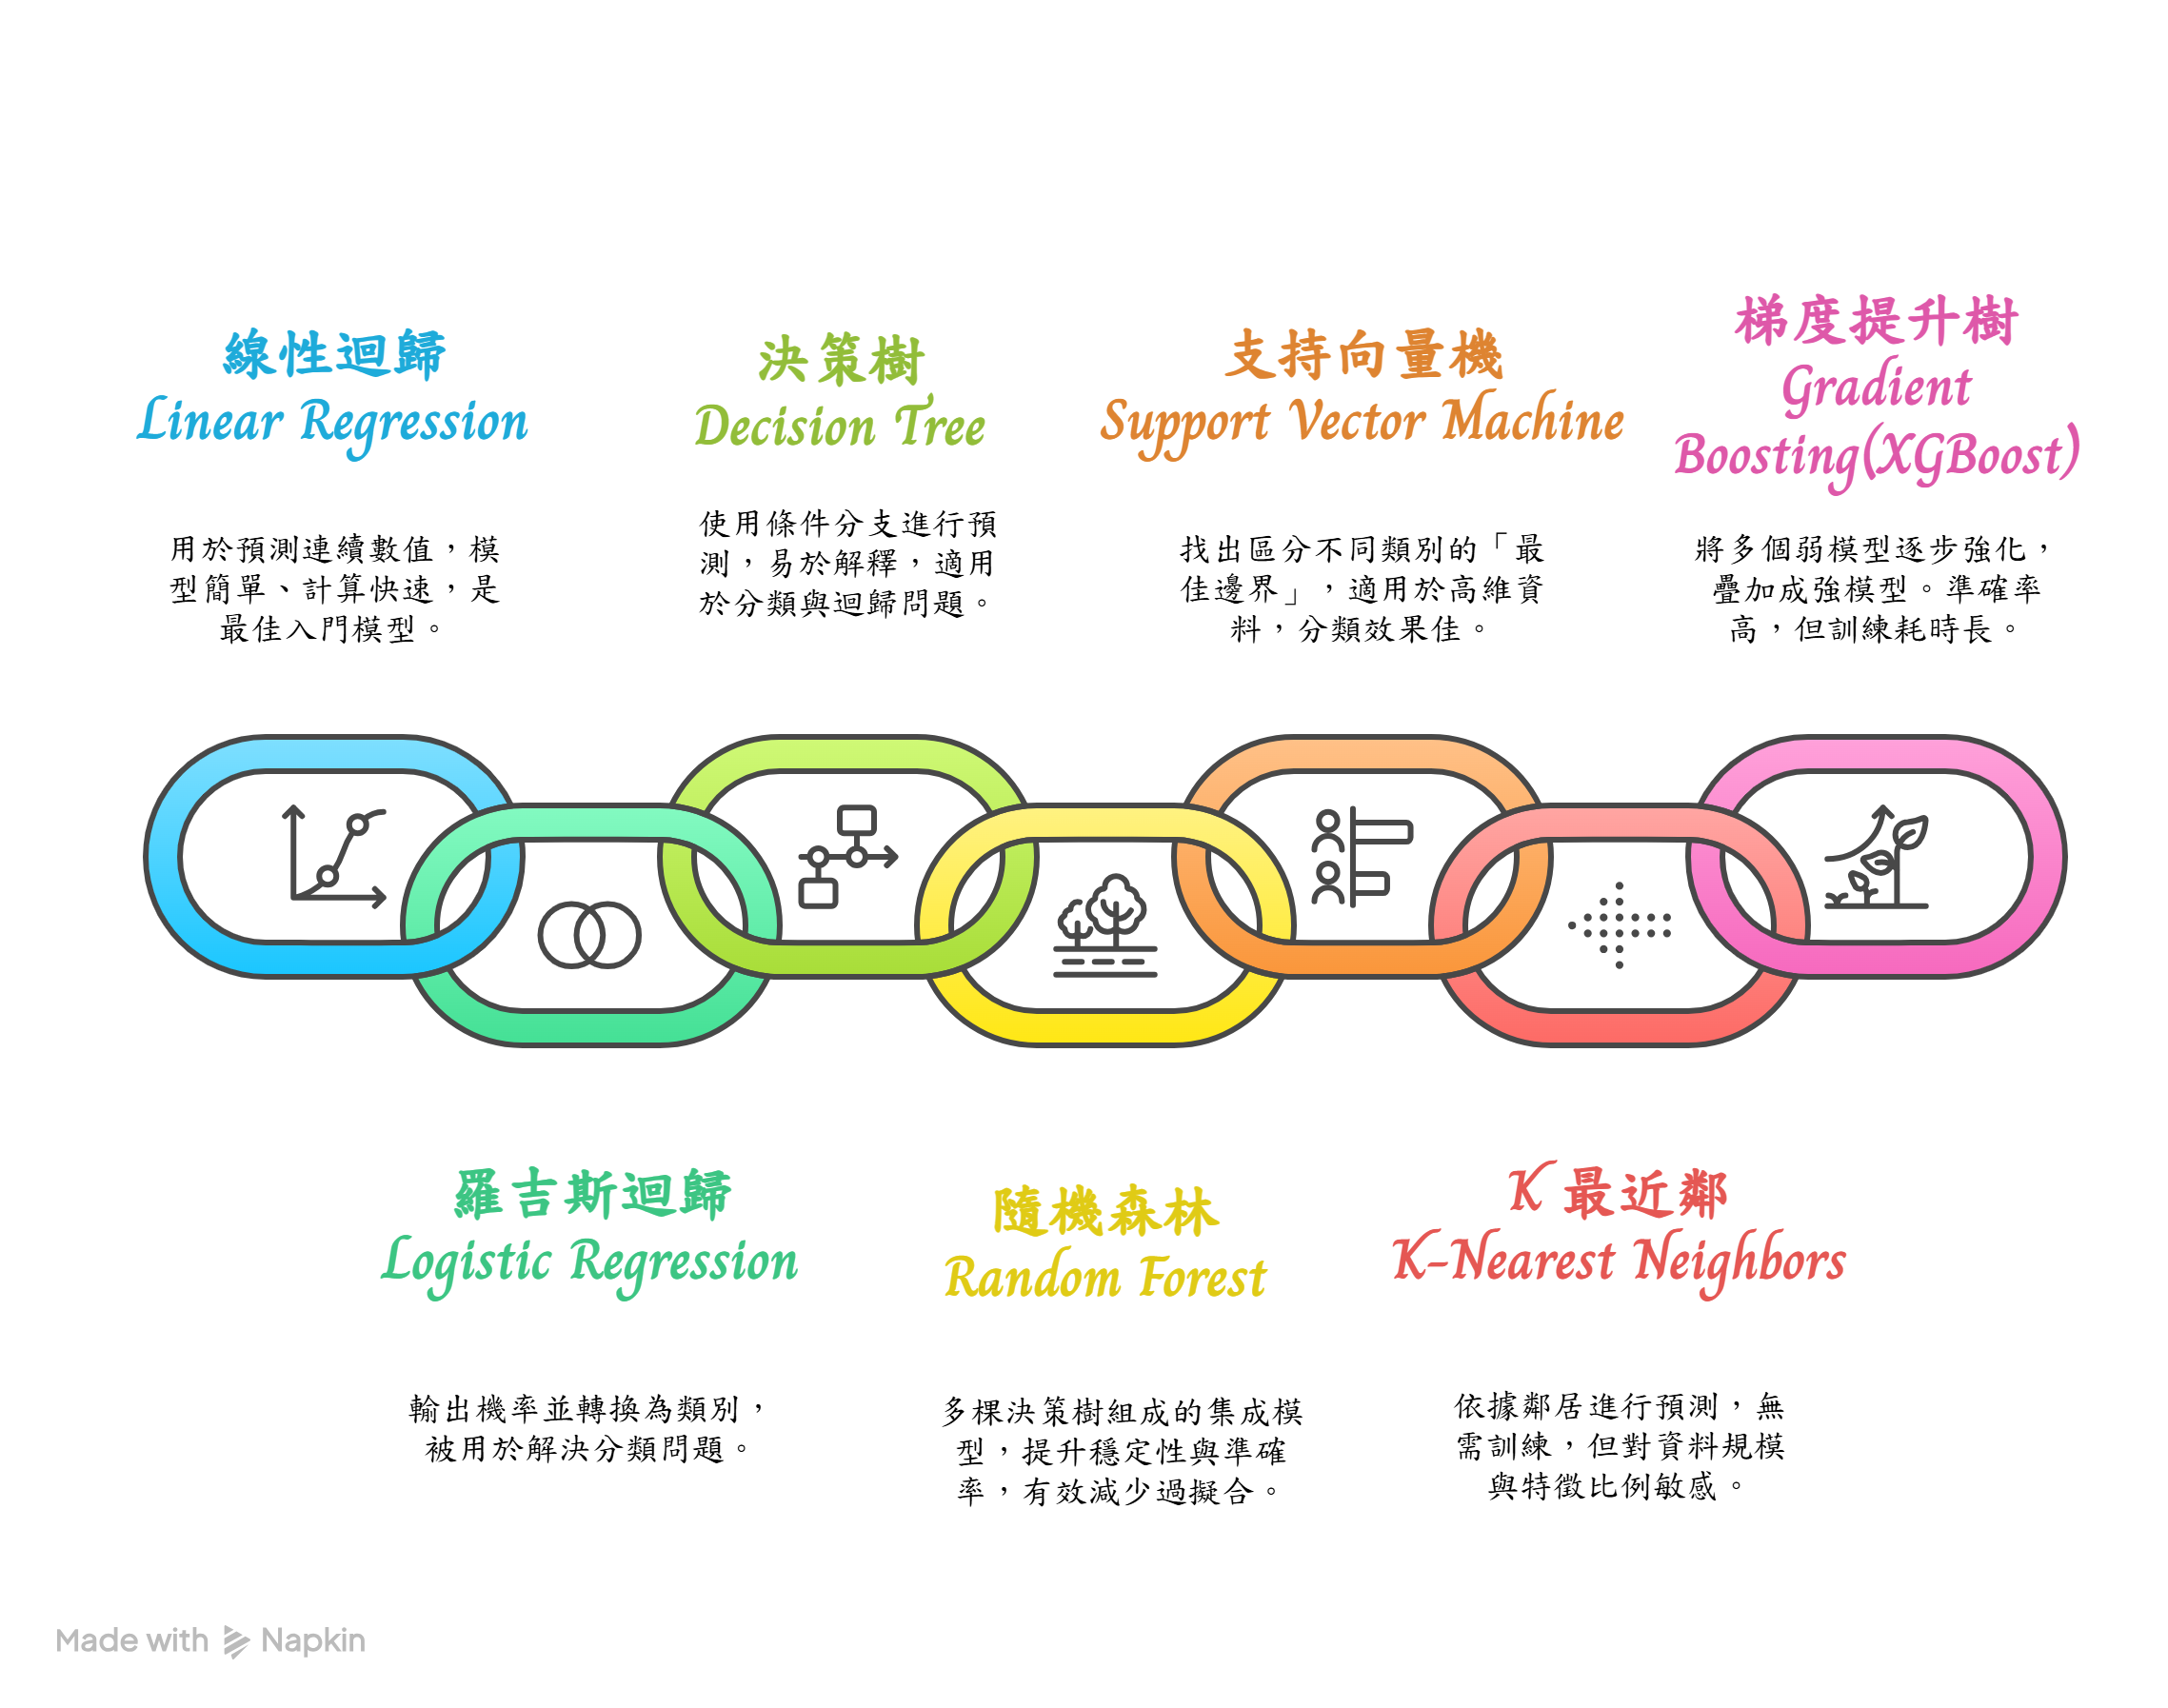 線性迴歸
Linear Regression
用於預測連續數值，模
型簡單、計算快速，是
最佳入門模型。
決策樹
Decision Tree
使用條件分支進行預
測，易於解釋，適用
於分類與迴歸問題。
支持向量機
Support Vector Machine
找出區分不同類別的「最
佳邊界」，適用於高維資
料，分類效果佳。
梯度提升樹
Gradient
Boosting(XGBoost)
將多個弱模型逐步強化，
疊加成強模型。準確率
高，但訓練耗時長。
羅吉斯迴歸
Logistic Regression
輸出機率並轉換為類別，
被用於解決分類問題。
隨機森林
Random Forest
多棵決策樹組成的集成模
型，提升穩定性與準確
率，有效減少過擬合。
K 最近鄰
K-Nearest Neighbors
依據鄰居進行預測，無
需訓練，但對資料規模
與特徵比例敏感。
Made with Napkin